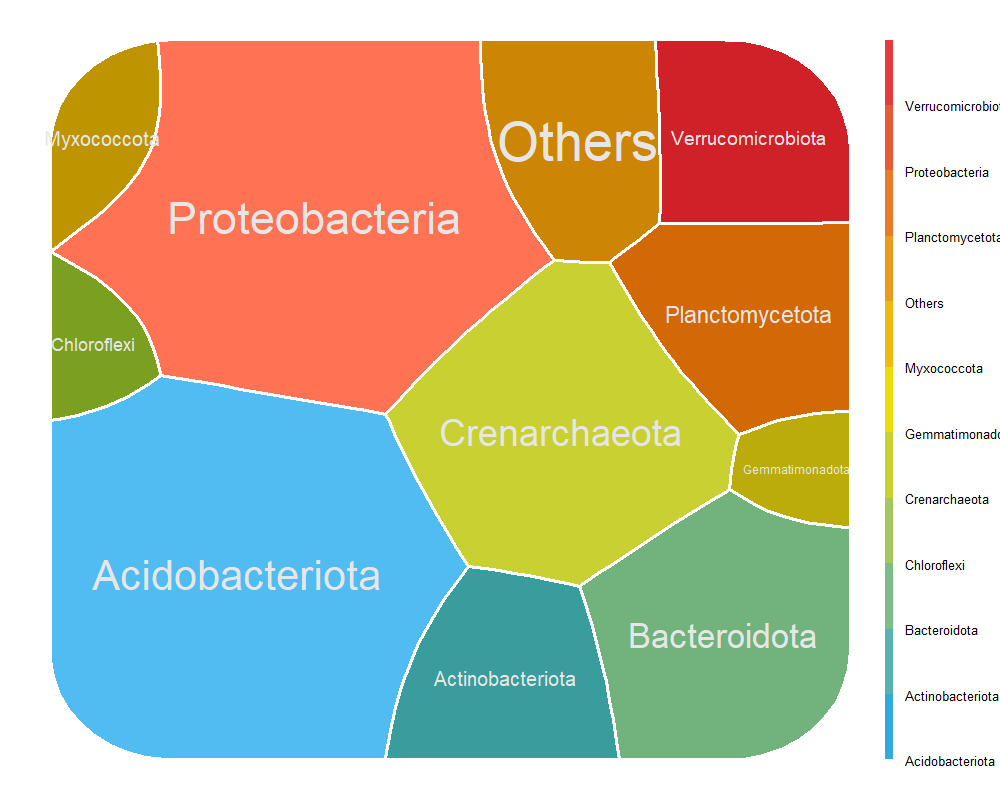 Myxococcota
Proteobacteria
Others
Verrucomicrobiota
Chloroflexi
Planctomycetota
Crenarchaeota
Gemmatimonadota
Acidobacteriota
Actinobacteriota
Bacteroidota
Verrucomicrobiot
Proteobacteria
Planctomycetota
Others
Myxococcota
Gemmatimonado
Crenarchaeota
Chloroflexi
Bacteroidota
Actinobacteriota
Acidobacteriota